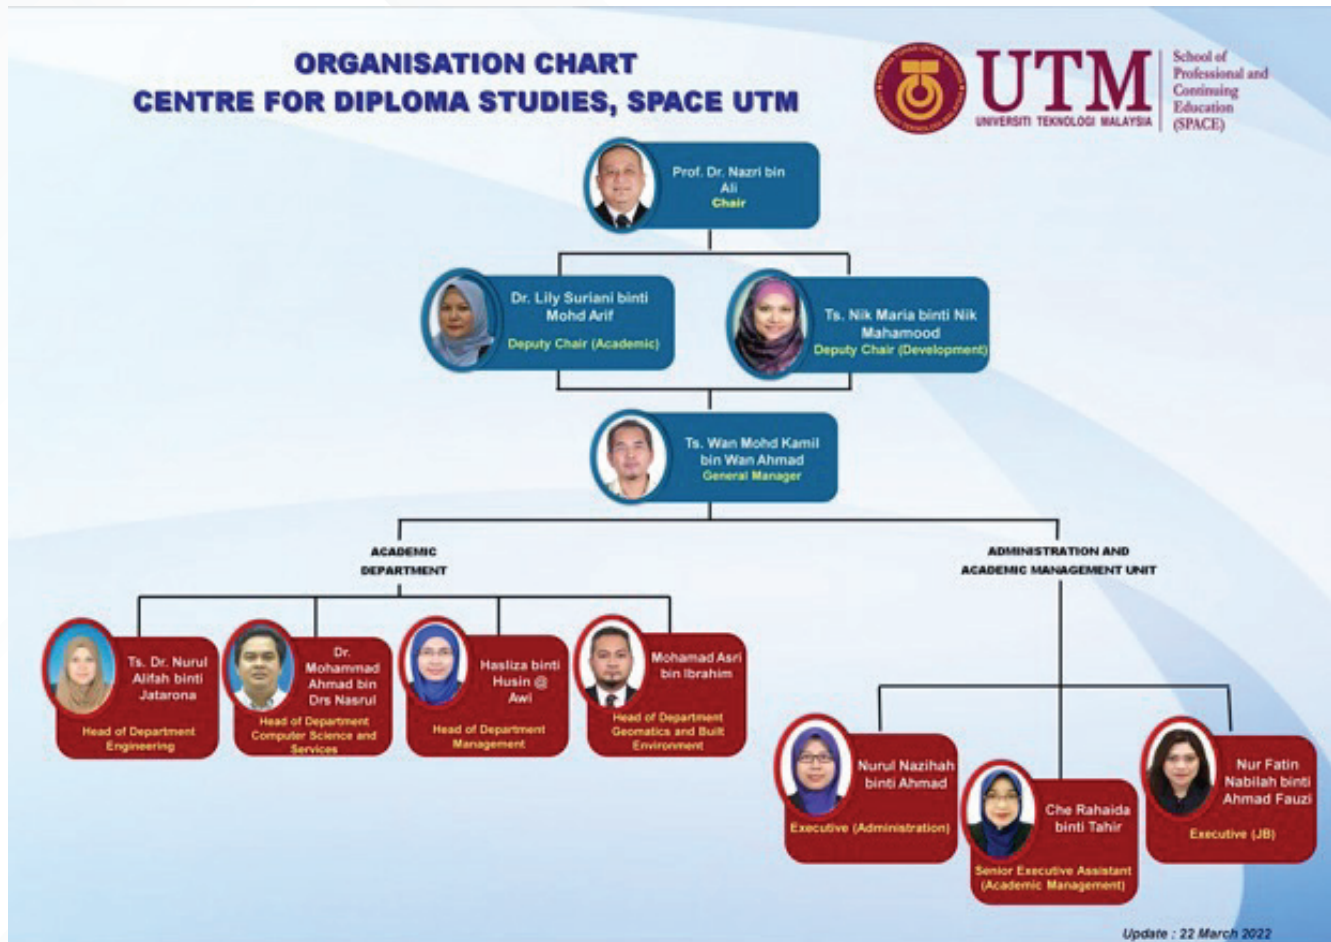 ORGANISATION CHART
CENTRE FOR DIPLOMA STUDIES, SPACE UTM
UTM
UNIVERSITI TEKNOLOGI MALAYSIA
School of
Professional and
Continuing
Education
(SPACE)
Prof. Dr. Nazri bin
Ali
Chair
Dr. Lily Suriani binti
Mohd Arif
Deputy Chair (Academic)
Ts. Nik Maria binti Nik
Mahamood
Deputy Chair (Development)
Ts. Wan Mohd Kamil
bin Wan Ahmad
General Manager
ACADEMIC
DEPARTMENT
ADMINISTRATION AND
ACADEMIC MANAGEMENT UNIT
Ts. Dr. Nurul
Alifah binti
Jatarona
Head of Department
Engineering
Dr.
Mohammad
Ahmad bin
Drs Nasrul
Head of Department
Computer Science and
Services
Hasliza binti
Husin @
Awi
Head of Department
Management
Mohamad Asri
bin Ibrahim
Head of Department
Geomatics and Built
Environment
Nurul Nazihah
binti Ahmad
Executive (Administration)
Che Rahaida
binti Tahir
Senior Executive Assistant
(Academic Management)
Nur Fatin
Nabilah binti
Ahmad Fauzi
Executive (JB)
Update : 22 March 2022